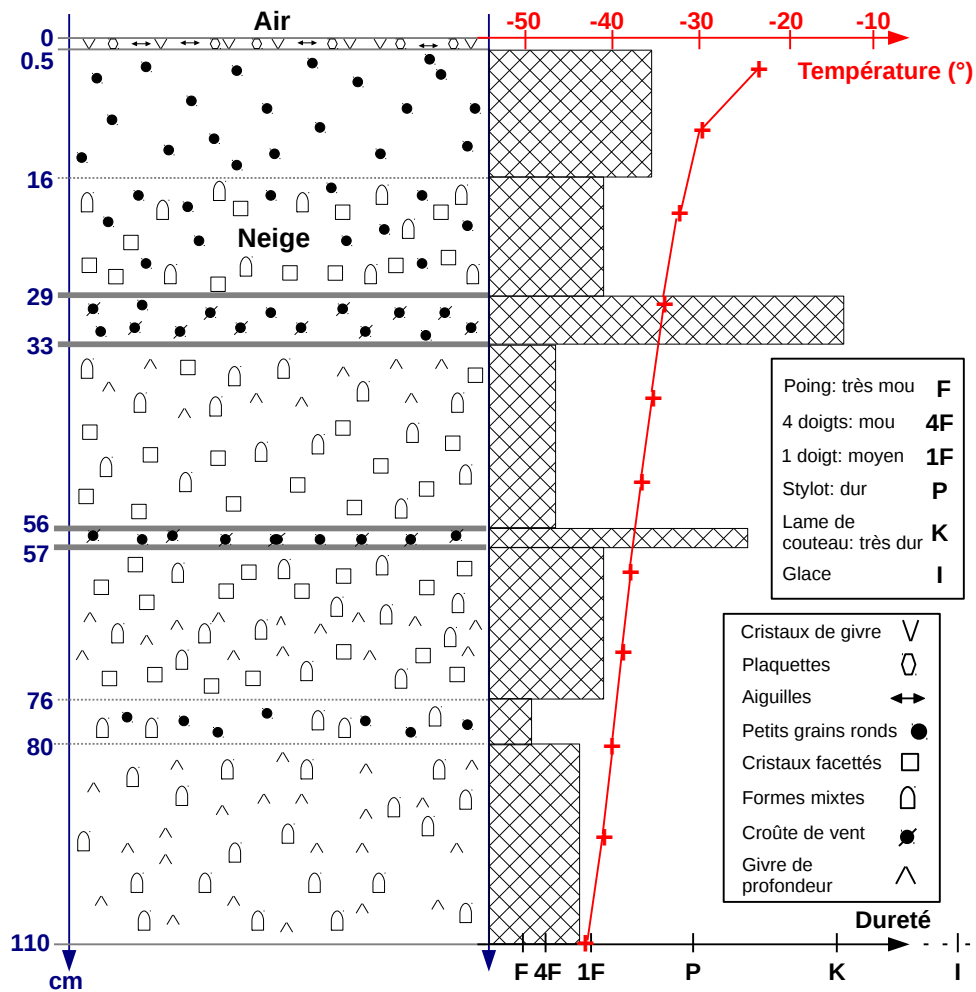 Air
-50 -40 -30 -20 -10
Température (°)
0
0.5
16
Neige
29
33
56
57
76
80
110
cm
Poing: très mou F
4 doigts: mou 4F
1 doigt: moyen 1F
Stylot: dur P
Lame de
couteau: très dur K
Glace I
Cristaux de givre
Plaquettes
Aiguilles
Petits grains ronds
Cristaux facettés
Formes mixtes
Croûte de vent
Givre de
profondeur
Dureté
F 4F 1F P K I